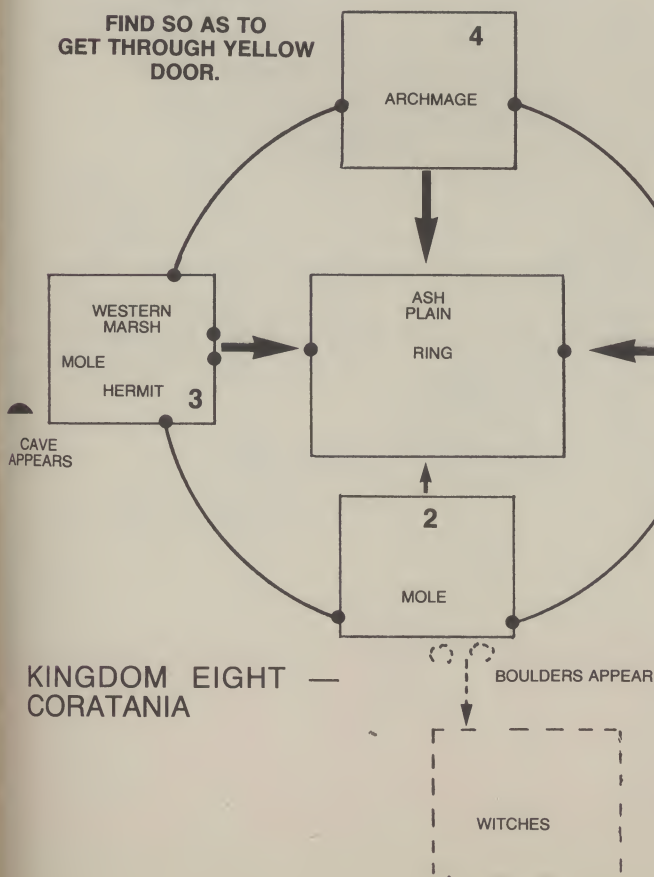 FIND SO AS TO
GET THROUGH YELLOW
DOOR.
4
ARCHMAGE
WESTERN
MARSH
MOLE
HERMIT
3
ASH
PLAIN
RING
CAVE
APPEARS
2
MOLE
KINGDOM EIGHT —
CORATANIA
BOULDERS APPEAR
WITCHES